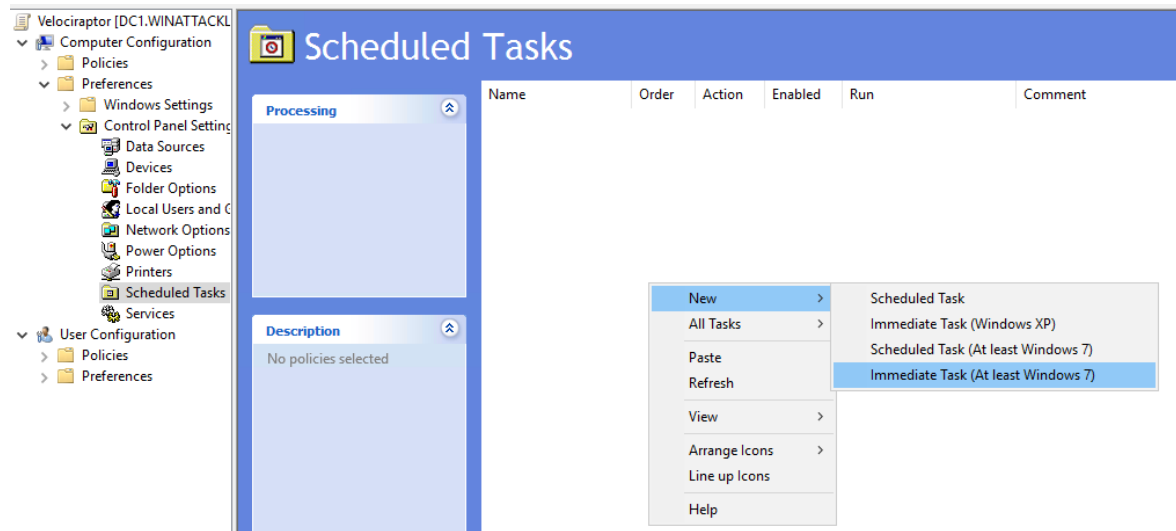 Velociraptor [DC1.WINATTACKL
Computer Configuration
Policies
Preferences
Windows Settings
Control Panel Setting
Data Sources
Devices
Folder Options
Local Users and G
Network Options
Power Options
Printers
Scheduled Tasks
Services
User Configuration
Policies
Preferences
Scheduled Tasks
Processing
Description
No policies selected
Name Order Action Enabled Run Comment
New
All Tasks
Paste
Refresh
View
Arrange Icons
Line up Icons
Help
Scheduled Task
Immediate Task (Windows XP)
Scheduled Task (At least Windows 7)
Immediate Task (At least Windows 7)